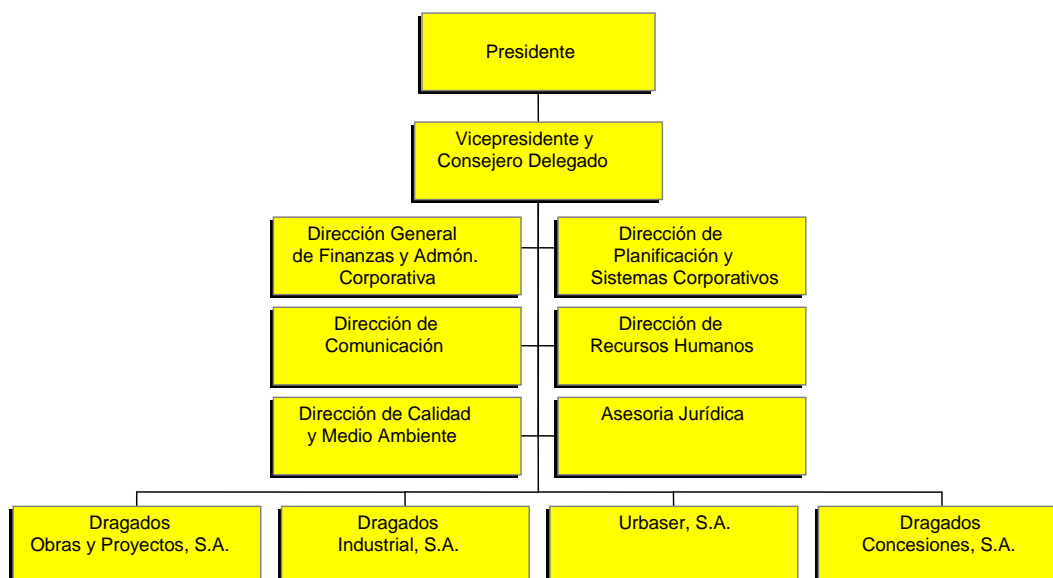 Presidente
Vicepresidente y
Consejero Delegado
Dirección General
de Finanzas y Admón.
Corporativa
Dirección de
Planificación y
Sistemas Corporativos
Dirección de
Comunicación
Dirección de
Recursos Humanos
Dirección de Calidad
y Medio Ambiente
Asesoria Jurídica
Dragados
Obras y Proyectos, S.A.
Dragados
Industrial, S.A.
Urbaser, S.A.
Dragados
Concesiones, S.A.